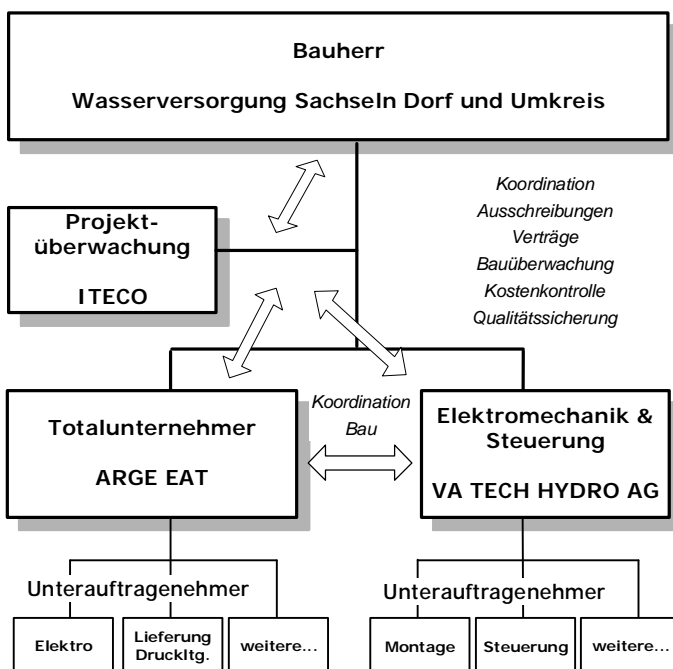 Bauherr
Wasserversorgung Sachseln Dorf und Umkreis
Koordination
Ausschreibungen
Verträge
Bauüberwachung
Kostenkontrolle
Qualitätssicherung
Projekt-
überwachung
ITECO
Totalunternehmer
ARGE EAT
Koordination
Bau
Elektromechanik &
Steuerung
VA TECH HYDRO AG
Unterauftragenehmer
Elektro
Lieferung
Druckltg.
weitere...
Unterauftragenehmer
Montage
Steuerung
weitere...